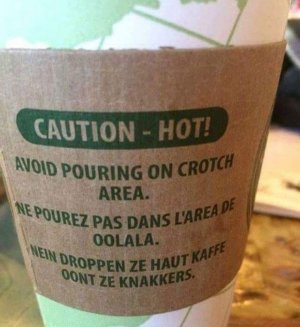 CAUTION - HOT!
AVOID POURING ON CROTCH
AREA.
NE POUREZ PAS DANS L'AREA DE
OOLALA.
NEIN DROPPEN ZE HAUT KAFFE
OONT ZE KNAKKERS.